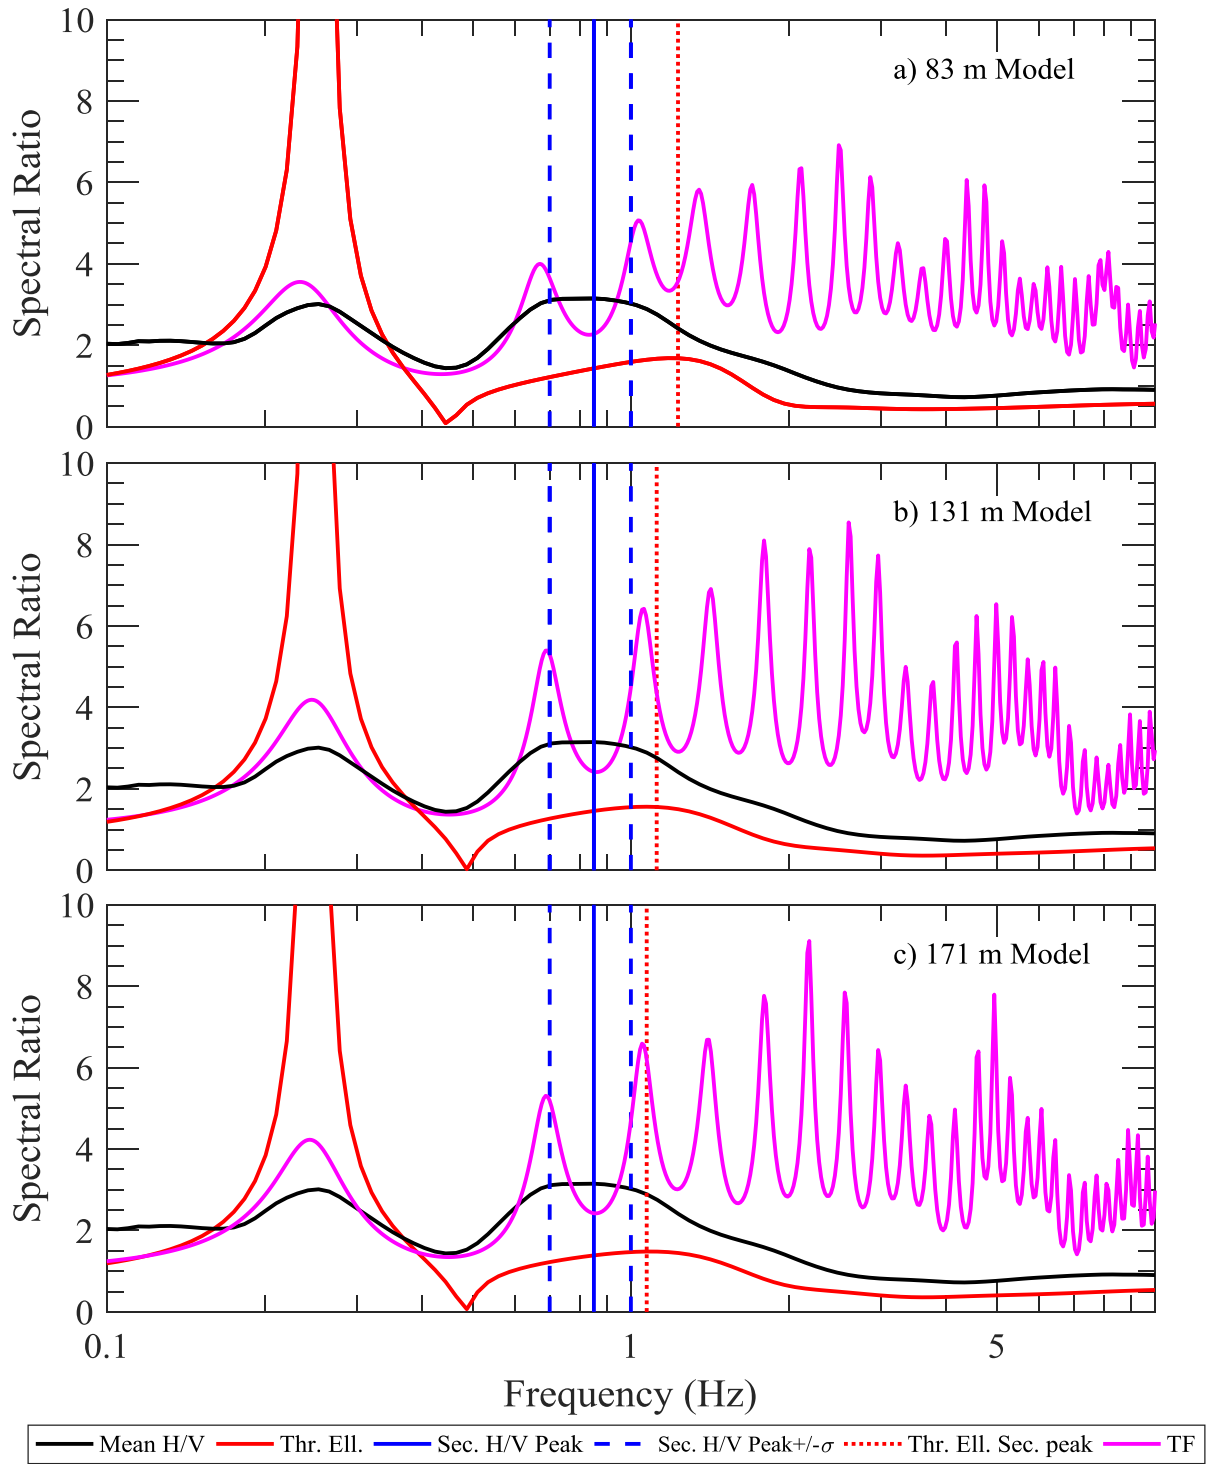 10
8
6
4
2
0
Spectral Ratio
a) 83 m Model
10
8
6
4
2
0
Spectral Ratio
b) 131 m Model
10
8
6
4
2
0
Spectral Ratio
c) 171 m Model
0.1 1 5
Frequency (Hz)
Mean H/V Thr. Ell. Sec. H/V Peak Sec. H/V Peak+/-σ Thr. Ell. Sec. peak TF